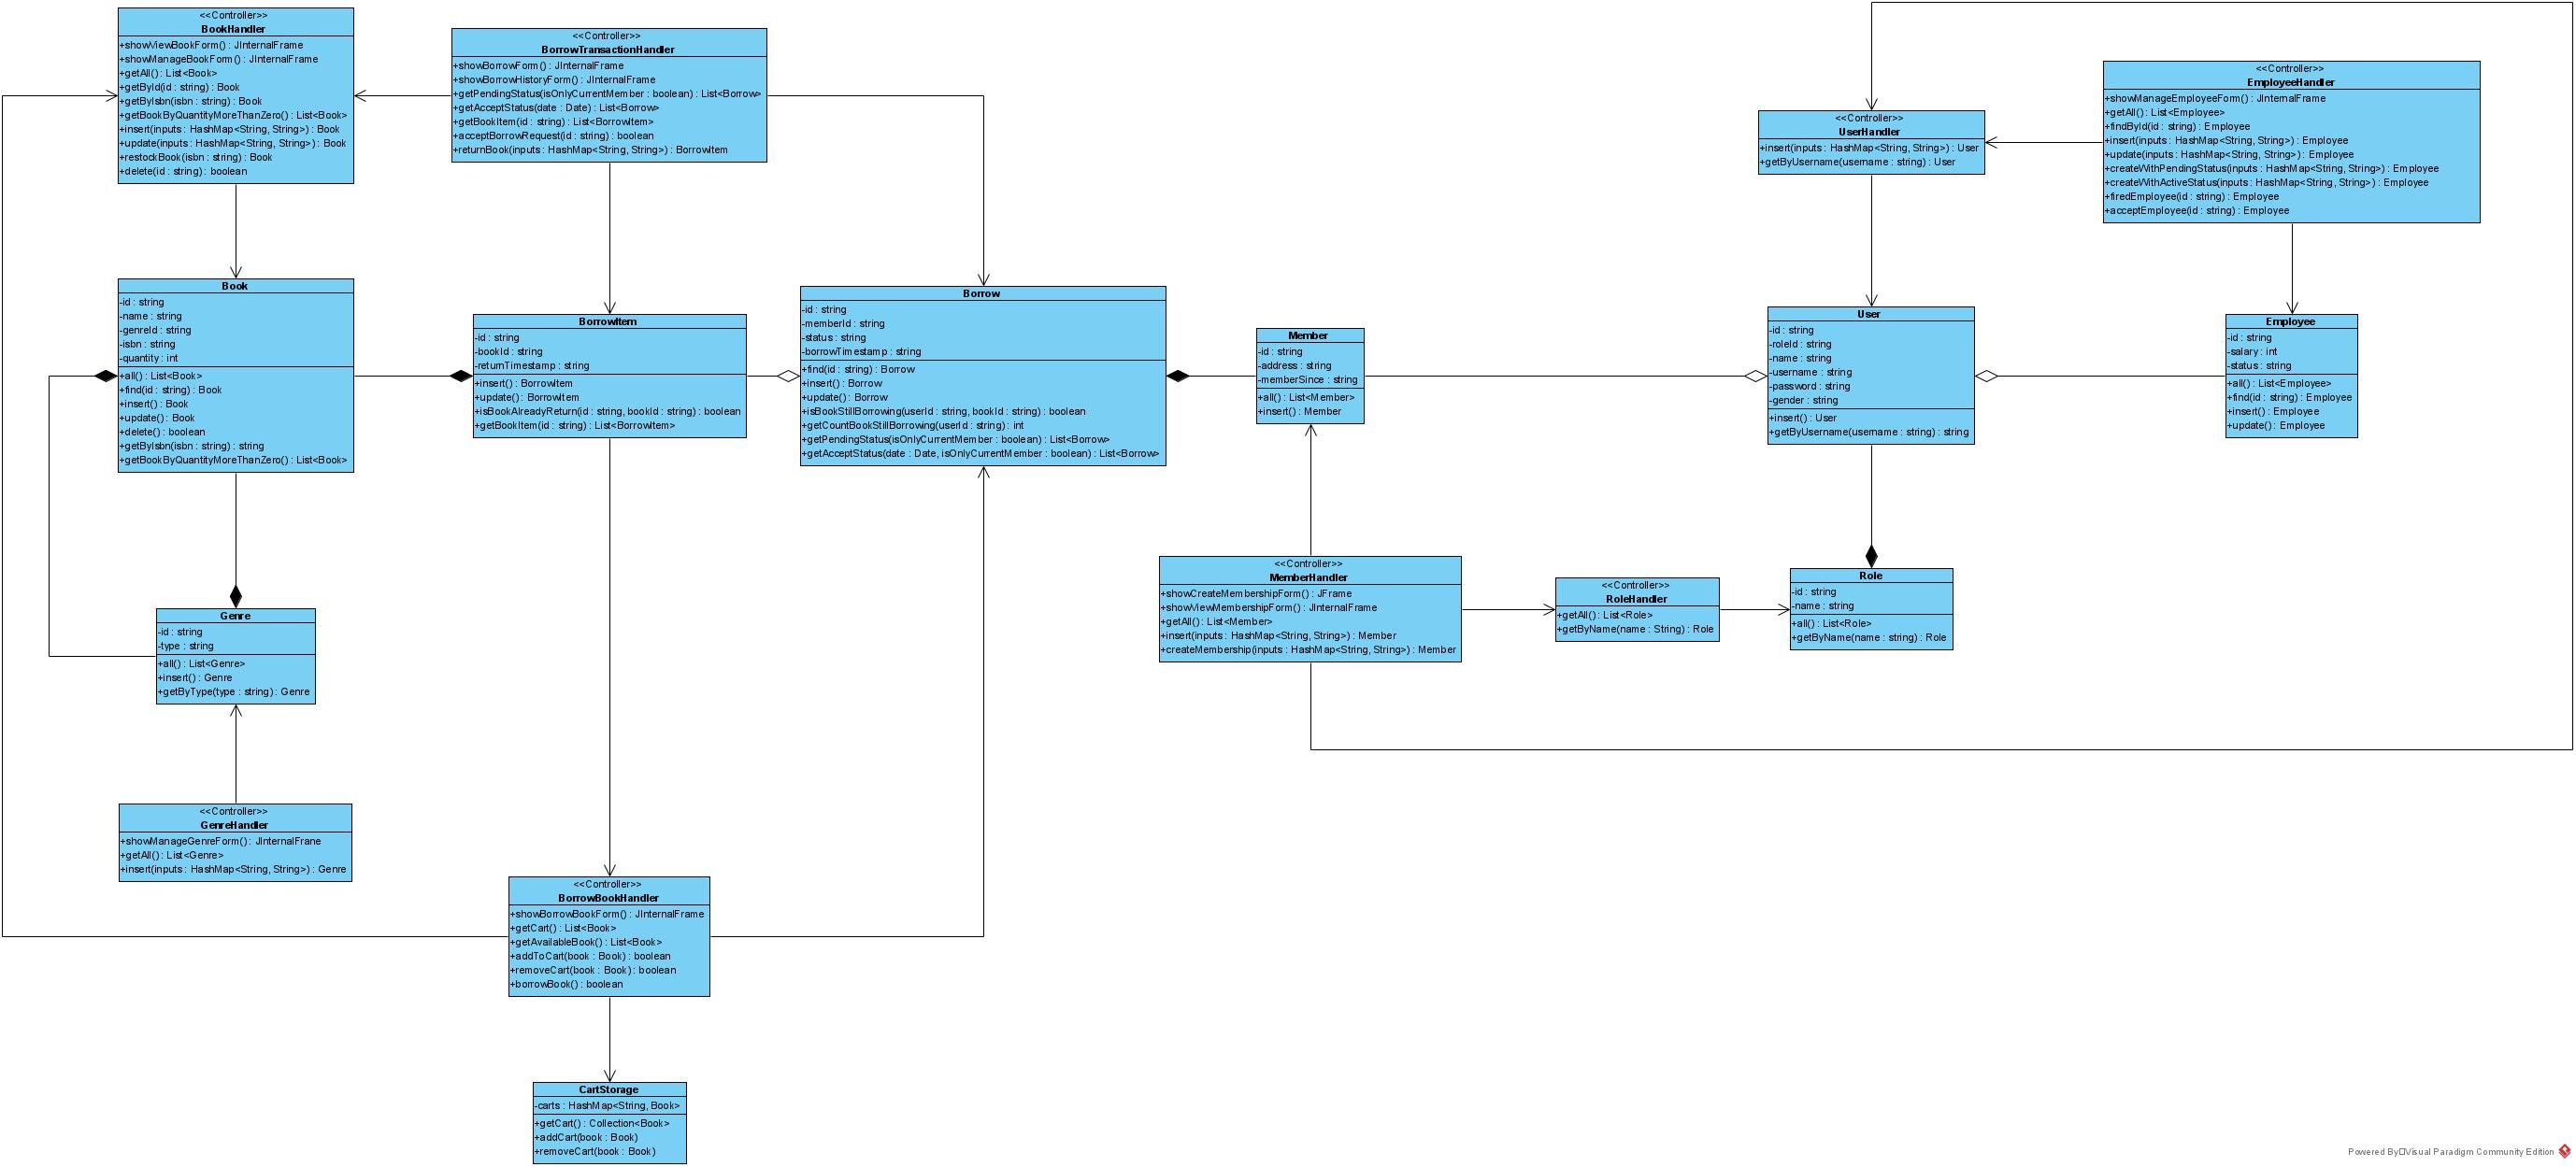 <<Controller>>
BookHandler
+showViewBookForm() : JInternalFrame
+showManageBookForm() : JInternalFrame
+getAll() : List<Book>
+getById(id : string) : Book
+getByIsbn(isbn : string) : Book
+getBookByQuantityMoreThanZero() : List<Book>
+insert(inputs : HashMap<String, String>) : Book
+update(inputs : HashMap<String, String>) : Book
+restockBook(isbn : string) : Book
+delete(id : string) : boolean
<<Controller>>
BorrowTransactionHandler
+showBorrowForm() : JInternalFrame
+showBorrowHistoryForm() : JInternalFrame
+getPendingStatus(isOnlyCurrentMember : boolean) : List<Borrow>
+getAcceptStatus(date : Date) : List<Borrow>
+getBookItem(id : string) : List<BorrowItem>
+acceptBorrowRequest(id : string) : boolean
+returnBook(inputs : HashMap<String, String>) : BorrowItem
<<Controller>>
UserHandler
+insert(inputs : HashMap<String, String>) : User
+getByUsername(username : string) : User
<<Controller>>
EmployeeHandler
+showManageEmployeeForm() : JInternalFrame
+getAll() : List<Employee>
+findById(id : string) : Employee
+insert(inputs : HashMap<String, String>) : Employee
+update(inputs : HashMap<String, String>) : Employee
+createWithPendingStatus(inputs : HashMap<String, String>) : Employee
+createWithActiveStatus(inputs : HashMap<String, String>) : Employee
+firedEmployee(id : string) : Employee
+acceptEmployee(id : string) : Employee
Book
-id : string
-name : string
-genreId : string
-isbn : string
-quantity : int
+all() : List<Book>
+find(id : string) : Book
+insert() : Book
+update() : Book
+delete() : boolean
+getByIsbn(isbn : string) : string
+getBookByQuantityMoreThanZero() : List<Book>
BorrowItem
-id : string
-bookId : string
-returnTimestamp : string
+insert() : BorrowItem
+update() : BorrowItem
+isBookAlreadyReturn(id : string, bookId : string) : boolean
+getBookItem(id : string) : List<BorrowItem>
Borrow
-id : string
-memberId : string
-status : string
-borrowTimestamp : string
+find(id : string) : Borrow
+insert() : Borrow
+update() : Borrow
+isBookStillBorrowing(userId : string, bookId : string) : boolean
+getCountBookStillBorrowing(userId : string) : int
+getPendingStatus(isOnlyCurrentMember : boolean) : List<Borrow>
+getAcceptStatus(date : Date, isOnlyCurrentMember : boolean) : List<Borrow>
Member
-id : string
-address : string
-memberSince : string
+all() : List<Member>
+insert() : Member
User
-id : string
-roleId : string
-name : string
-username : string
-password : string
-gender : string
+insert() : User
+getByUsername(username : string) : string
Employee
-id : string
-salary : int
-status : string
+all() : List<Employee>
+find(id : string) : Employee
+insert() : Employee
+update() : Employee
Genre
-id : string
-type : string
+all() : List<Genre>
+insert() : Genre
+getByType(type : string) : Genre
<<Controller>>
MemberHandler
+showCreateMembershipForm() : JFrame
+showViewMembershipForm() : JInternalFrame
+getAll() : List<Member>
+insert(inputs : HashMap<String, String>) : Member
+createMembership(inputs : HashMap<String, String>) : Member
<<Controller>>
RoleHandler
+getAll() : List<Role>
+getByName(name : String) : Role
Role
-id : string
-name : string
+all() : List<Role>
+getByName(name : string) : Role
<<Controller>>
GenreHandler
+showManageGenreForm() : JInternalFrane
+getAll() : List<Genre>
+insert(inputs : HashMap<String, String>) : Genre
<<Controller>>
BorrowBookHandler
+showBorrowBookForm() : JInternalFrame
+getCart() : List<Book>
+getAvailableBook() : List<Book>
+addToCart(book : Book) : boolean
+removeCart(book : Book) : boolean
+borrowBook() : boolean
CartStorage
-carts : HashMap<String, Book>
+getCart() : Collection<Book>
+addCart(book : Book)
+removeCart(book : Book)
Powered By□Visual Paradigm Community Edition